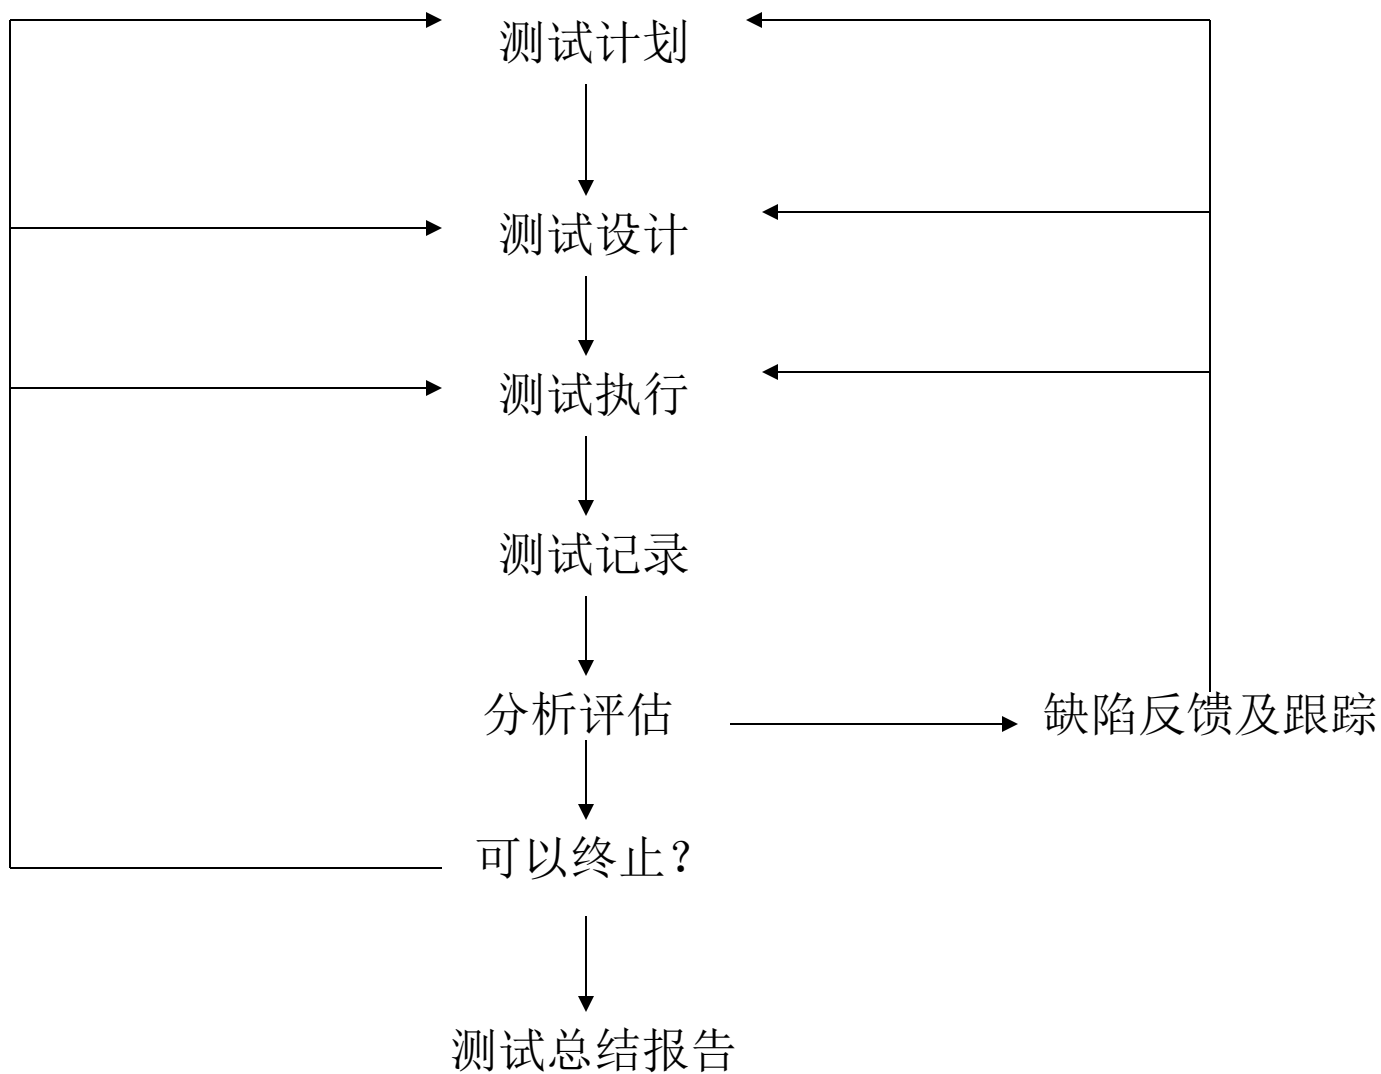 测试计划
测试设计
测试执行
测试记录
分析评估
缺陷反馈及跟踪
可以终止？
测试总结报告